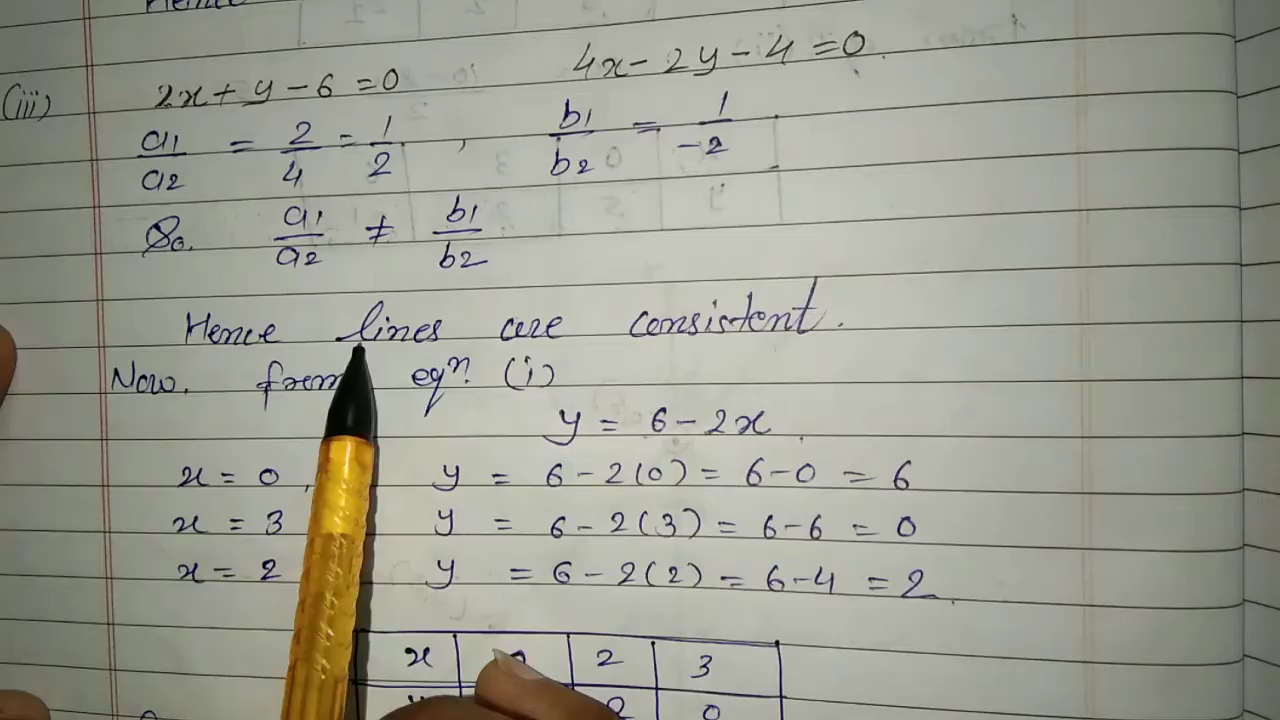 Hence
(iii) 2x + y - 6 = 0 4x - 2y - 4 = 0
a1/a2 = 2/4 = 1/2 , b1/b2 = 1/-2
So. a1/a2 ≠ b1/b2
Hence lines are consistent.
Now. from eqn. (i)
y = 6 - 2x
x = 0, y = 6 - 2(0) = 6 - 0 = 6
x = 3 y = 6 - 2(3) = 6 - 6 = 0
x = 2 y = 6 - 2(2) = 6 - 4 = 2
x 2 3
y 2 0